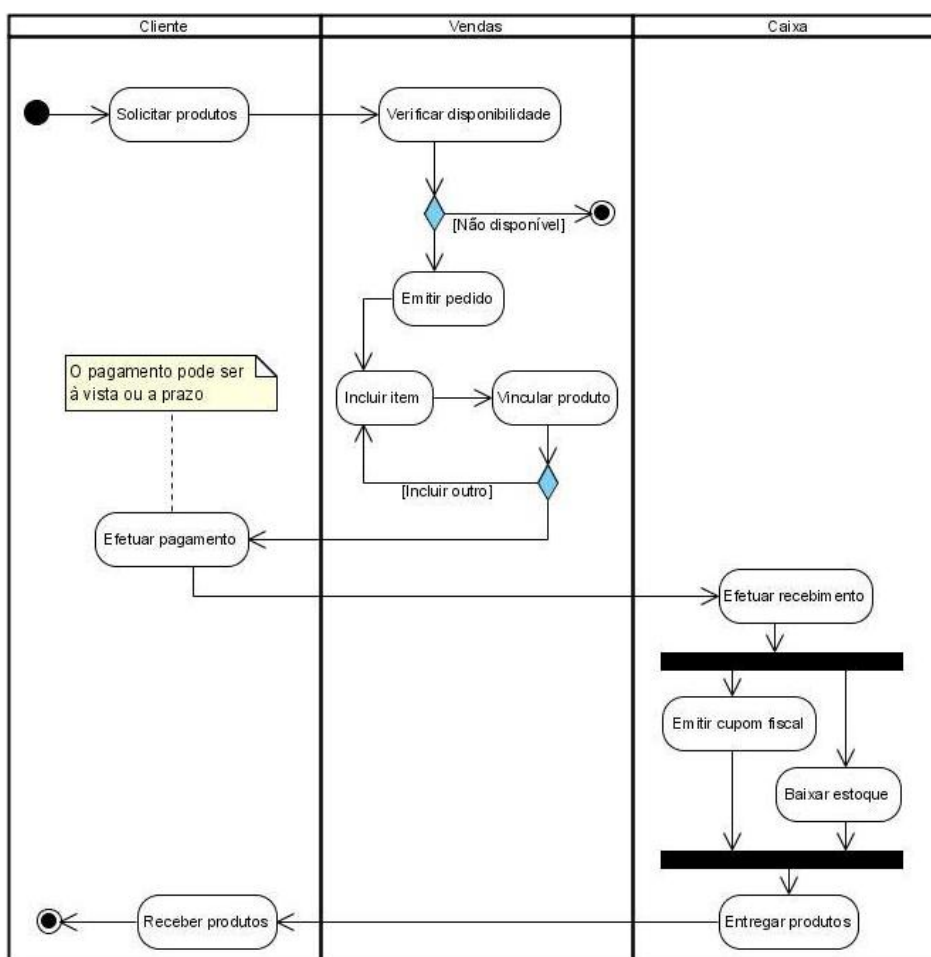 Cliente
Vendas
Caixa
Solicitar produtos
Verificar disponibilidade
[Não disponível]
Emitir pedido
O pagamento pode ser
à vista ou a prazo
Incluir item
Vincular produto
[Incluir outro]
Efetuar pagamento
Efetuar recebimento
Emitir cupom fiscal
Baixar estoque
Receber produtos
Entregar produtos